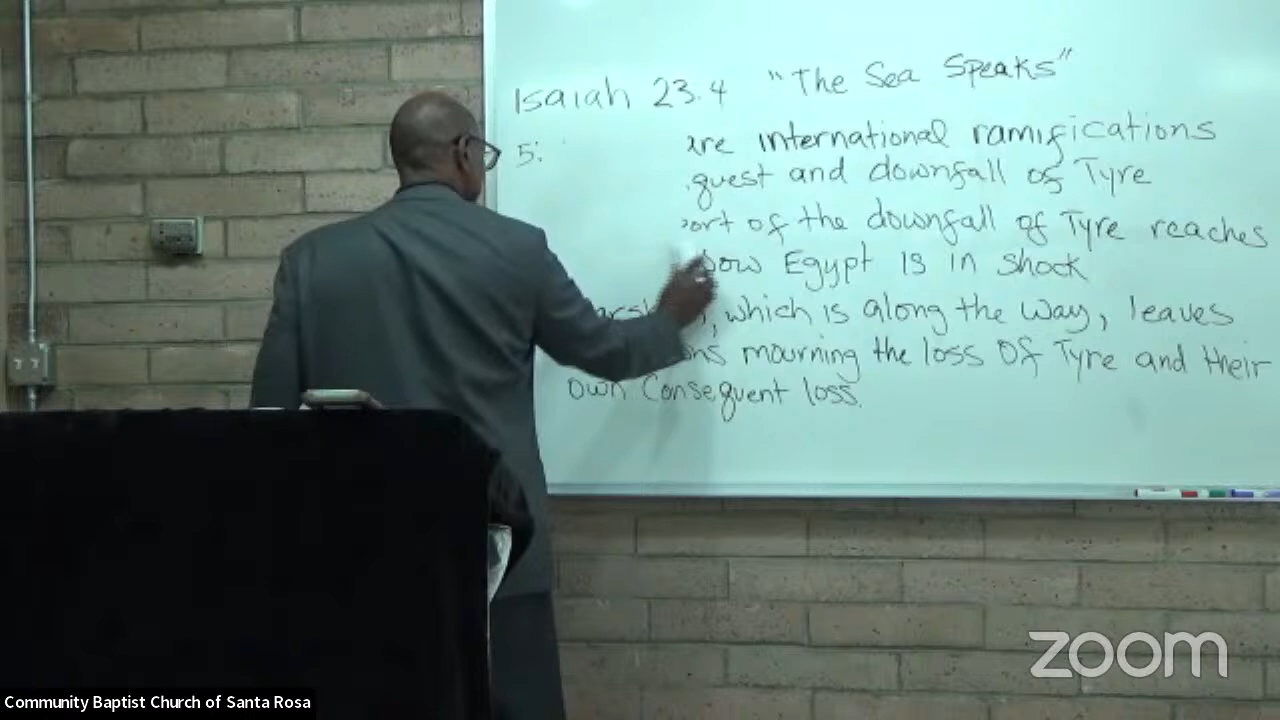 Isaiah 23.4 "The Sea Speaks"
5: international ramifications
and downfall of Tyre
of the downfall of Tyre reaches
Egypt is in shock
which is along the way, leaves
mourning the loss of Tyre and their
own Consequent loss.
zoom
Community Baptist Church of Santa Rosa